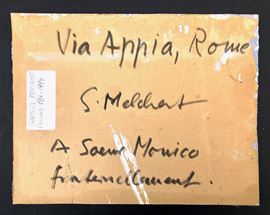 Via Appia, Rome
S. Melchert
A Soeur Monico
fraternellement.